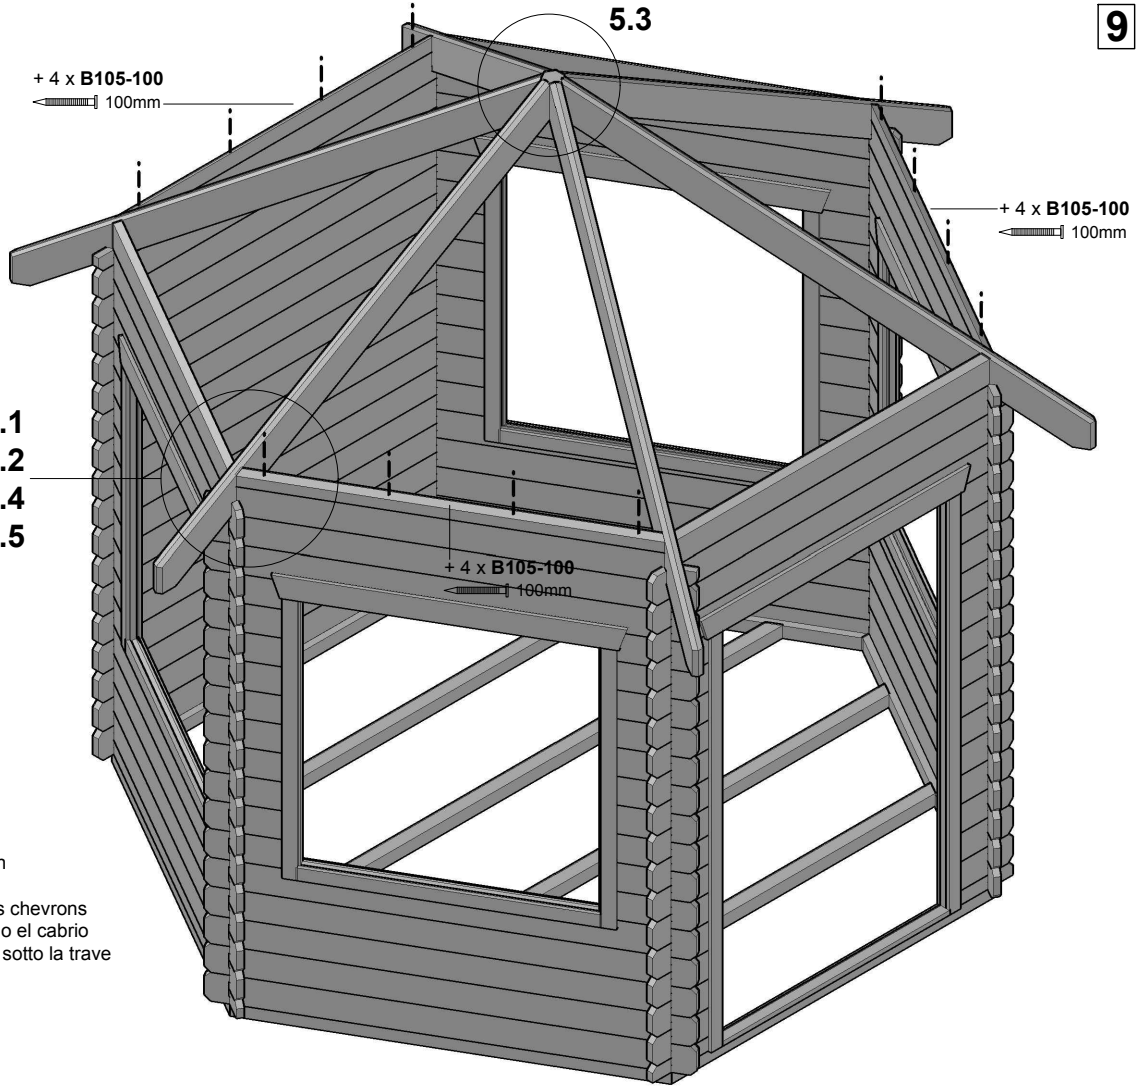 5.3
9
+ 4 x B105-100
100mm
+ 4 x B105-100
100mm
.1
.2
.4
.5
+ 4 x B105-100
100mm
s chevrons
o el cabrio
sotto la trave